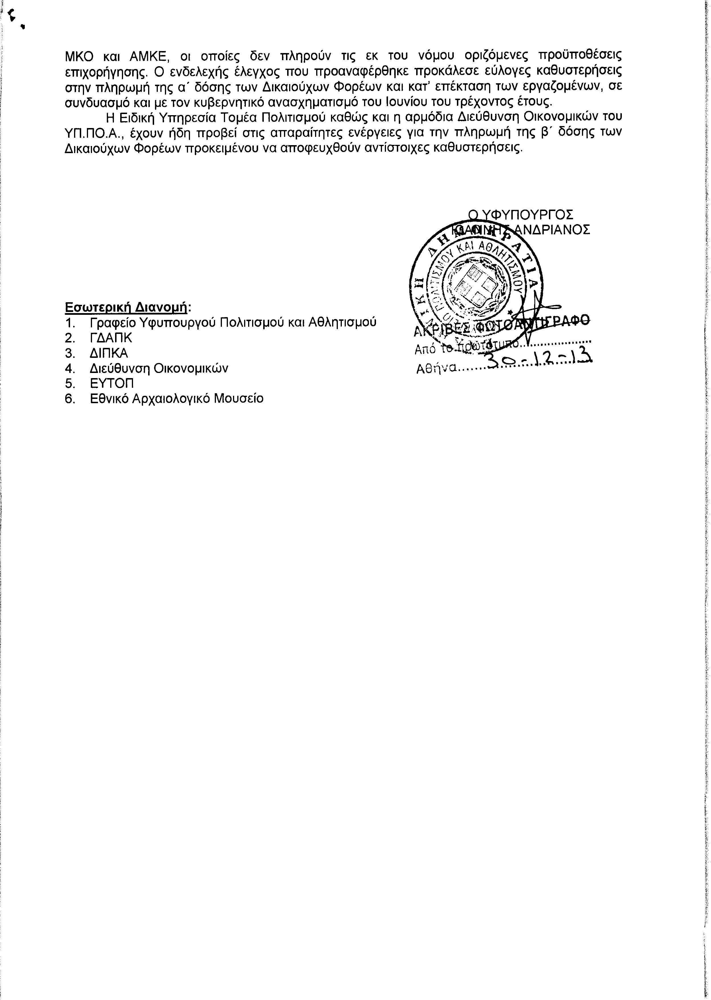 ΜΚΟ και ΑΜΚΕ, οι οποίες δεν πληρούν τις εκ του νόμου οριζόμενες προϋποθέσεις
επιχορήγησης. Ο ενδελεχής έλεγχος που προαναφέρθηκε προκάλεσε εύλογες καθυστερήσεις
στην πληρωμή της α΄ δόσης των Δικαιούχων Φορέων και κατ’ επέκταση των εργαζομένων, σε
συνδυασμό και με τον κυβερνητικό ανασχηματισμό του Ιουνίου του τρέχοντος έτους.
Η Ειδική Υπηρεσία Τομέα Πολιτισμού καθώς και η αρμόδια Διεύθυνση Οικονομικών του
ΥΠ.ΠΟ.Α., έχουν ήδη προβεί στις απαραίτητες ενέργειες για την πληρωμή της β΄ δόσης των
Δικαιούχων Φορέων προκειμένου να αποφευχθούν αντίστοιχες καθυστερήσεις.
Ο ΥΦΥΠΟΥΡΓΟΣ
ΙΩΑΝΝΗΣ ΑΝΔΡΙΑΝΟΣ
ΔΗΜΟΚΡΑΤΙΑ
ΠΟΛΙΤΙΣΜΟΥ ΚΑΙ ΑΘΛΗΤΙΣΜΟΥ
ΑΚΡΙΒΕΣ ΦΩΤΟΑΝΤΙΓΡΑΦΟ
Από το πρωτότυπο..................
Αθήνα.......30-12-13
Εσωτερική Διανομή:
1. Γραφείο Υφυπουργού Πολιτισμού και Αθλητισμού
2. ΓΔΑΠΚ
3. ΔΙΠΚΑ
4. Διεύθυνση Οικονομικών
5. ΕΥΤΟΠ
6. Εθνικό Αρχαιολογικό Μουσείο